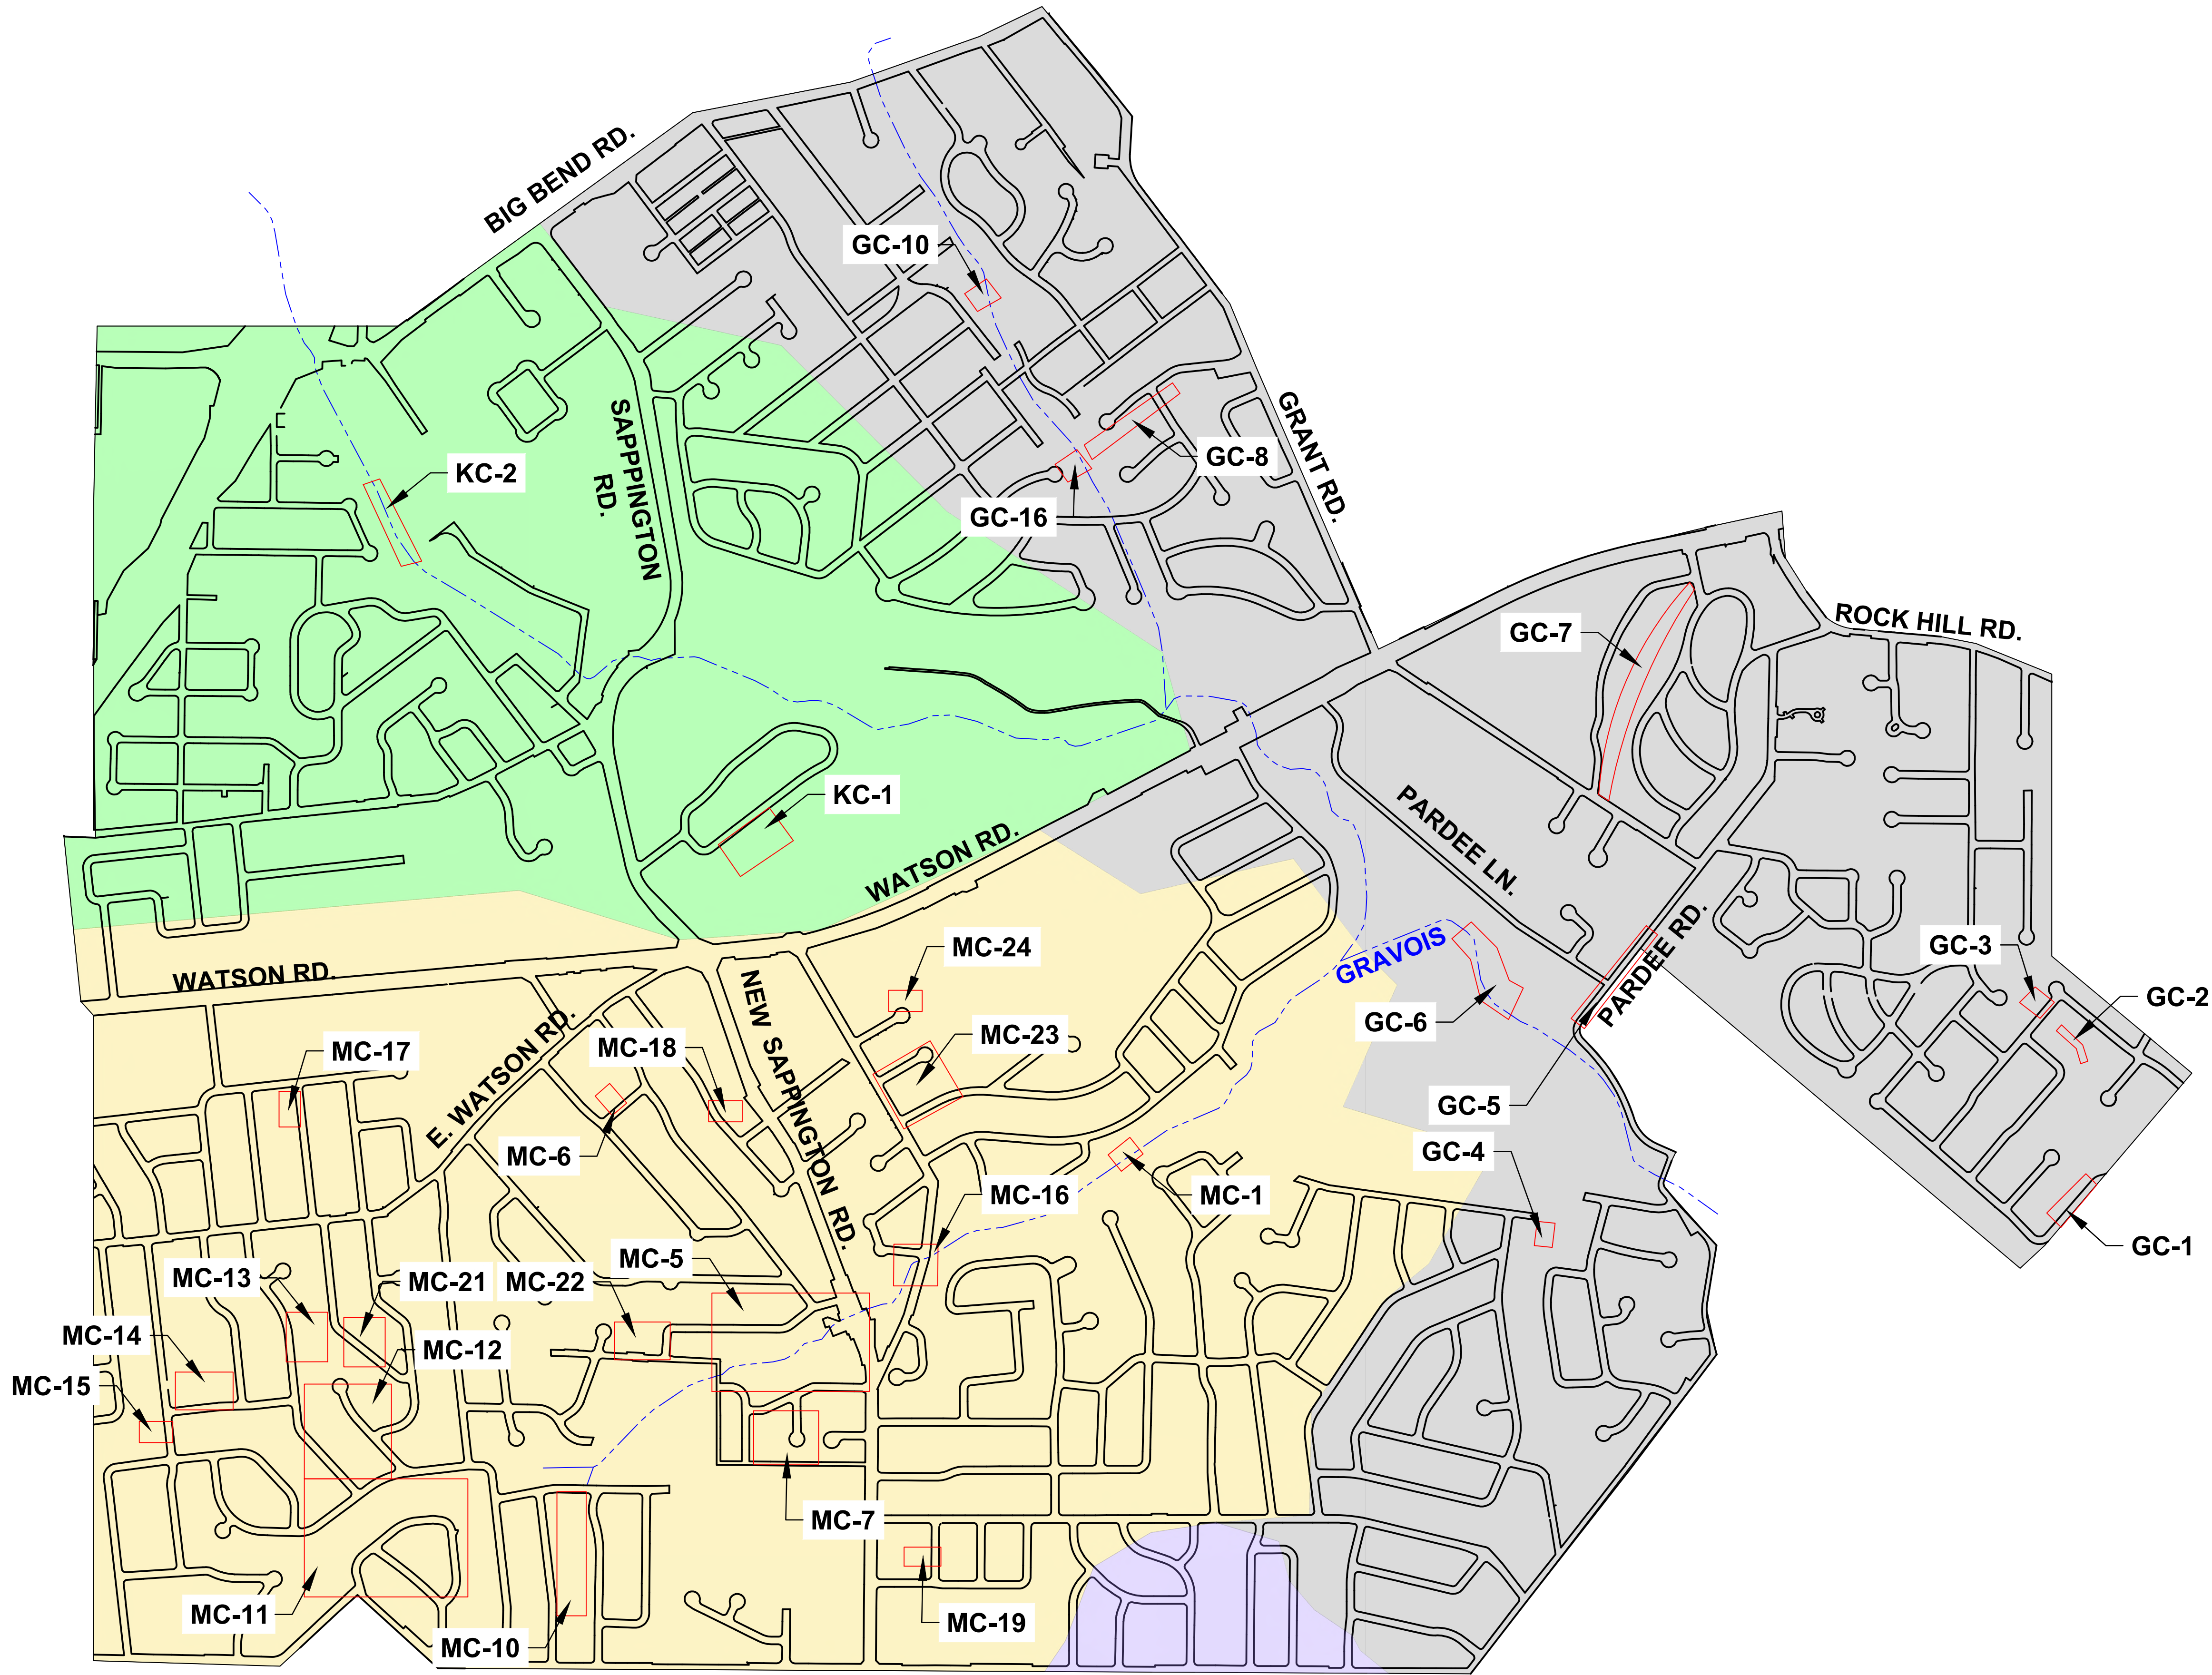 BIG BEND RD.
GC-10
SAPPINGTON
RD.
GRANT RD.
KC-2
GC-8
GC-16
GC-7
ROCK HILL RD.
KC-1
PARDEE LN.
WATSON RD.
PARDEE RD.
GRAVOIS
MC-24
GC-3
WATSON RD.
GC-2
NEW SAPPINGTON RD.
E. WATSON RD.
GC-6
MC-23
MC-18
MC-17
GC-5
MC-6
GC-4
MC-16
MC-1
GC-1
MC-5
MC-13
MC-21
MC-22
MC-14
MC-12
MC-15
MC-7
MC-11
MC-19
MC-10